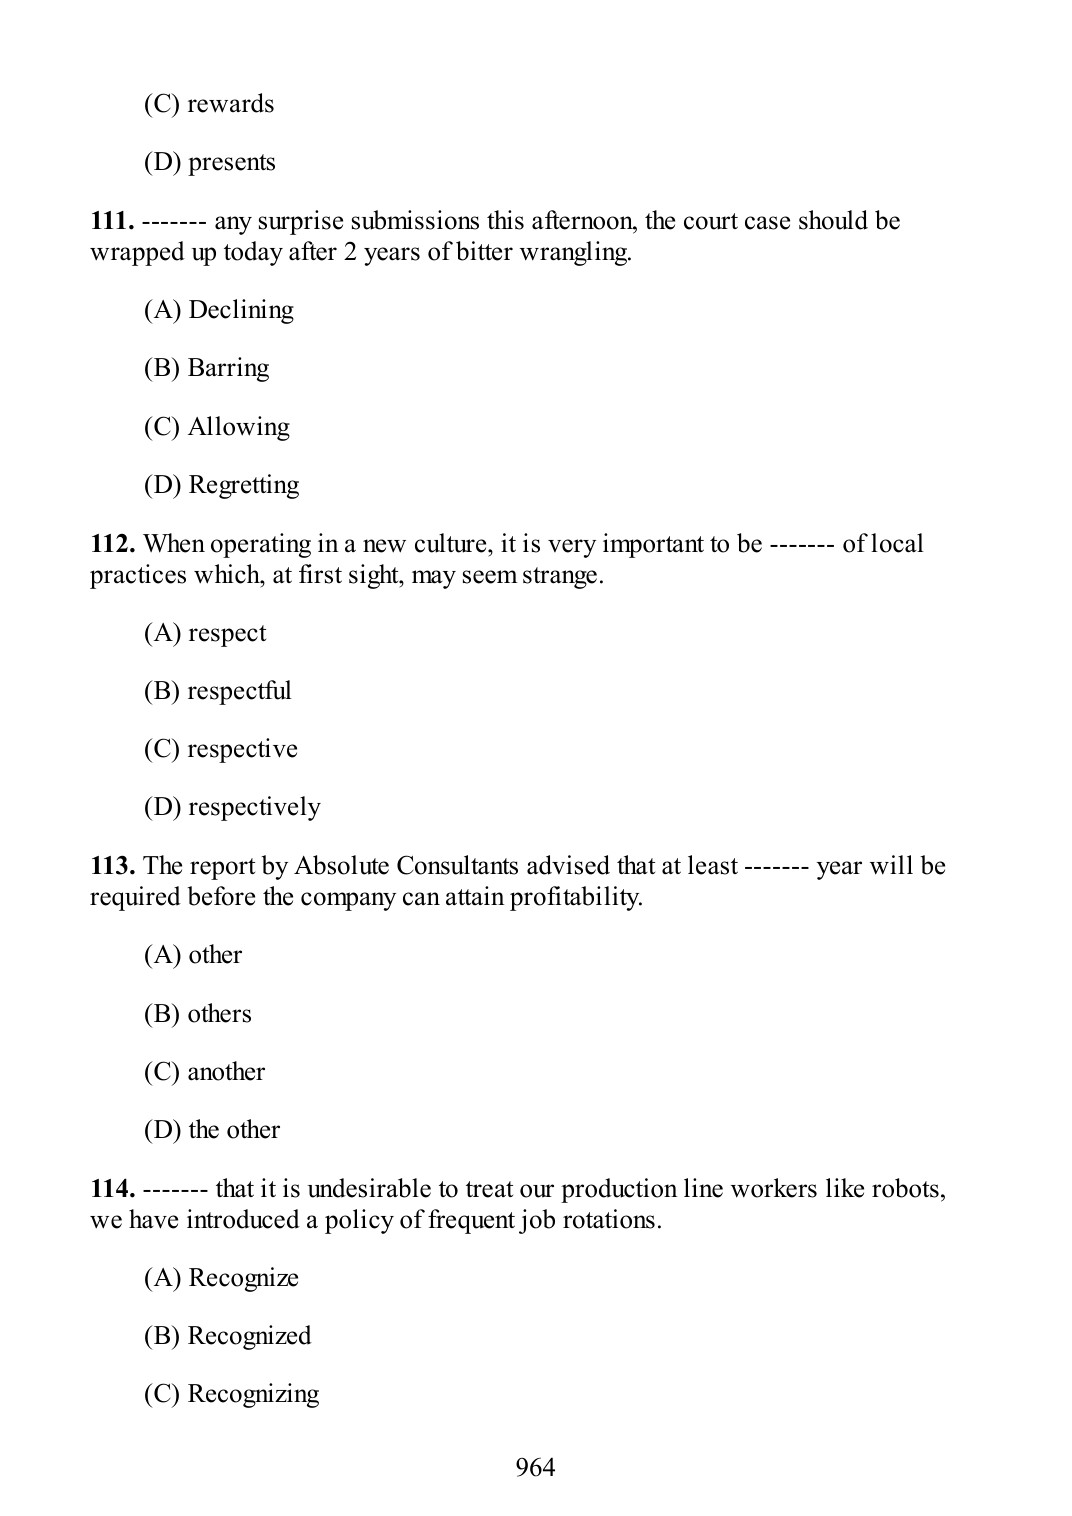 (C) rewards
(D) presents
111. ------- any surprise submissions this afternoon, the court case should be
wrapped up today after 2 years of bitter wrangling.
(A) Declining
(B) Barring
(C) Allowing
(D) Regretting
112. When operating in a new culture, it is very important to be ------- of local
practices which, at first sight, may seem strange.
(A) respect
(B) respectful
(C) respective
(D) respectively
113. The report by Absolute Consultants advised that at least ------- year will be
required before the company can attain profitability.
(A) other
(B) others
(C) another
(D) the other
114. ------- that it is undesirable to treat our production line workers like robots,
we have introduced a policy of frequent job rotations.
(A) Recognize
(B) Recognized
(C) Recognizing
964